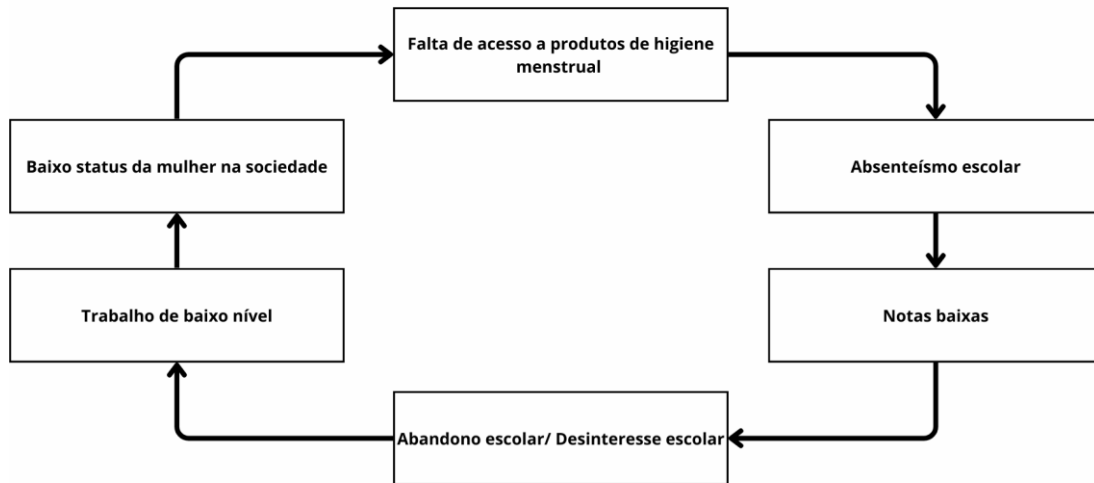 Falta de acesso a produtos de higiene
menstrual
Baixo status da mulher na sociedade
Absenteísmo escolar
Trabalho de baixo nível
Notas baixas
Abandono escolar/ Desinteresse escolar